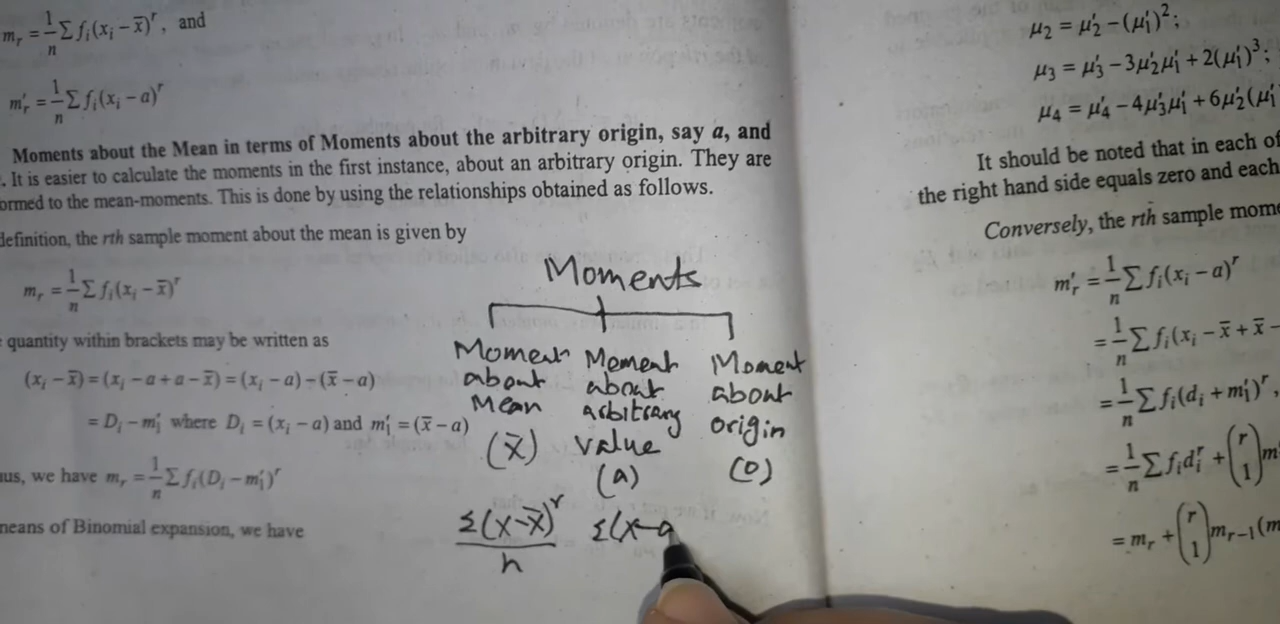 m_r = 1/n Σ f_i(x_i – x̄)^r, and
m′_r = 1/n Σ f_i(x_i – a)^r
Moments about the Mean in terms of Moments about the arbitrary origin, say a, and
. It is easier to calculate the moments in the first instance, about an arbitrary origin. They are
ormed to the mean-moments. This is done by using the relationships obtained as follows.
definition, the rth sample moment about the mean is given by
m_r = 1/n Σ f_i(x_i – x̄)^r
quantity within brackets may be written as
(x_i – x̄) = (x_i – a + a – x̄) = (x_i – a) – (x̄ – a)
= D_i – m′_1 where D_i = (x_i – a) and m′_1 = (x̄ – a)
us, we have m_r = 1/n Σ f_i(D_i – m′_1)^r
means of Binomial expansion, we have
Moments
Moment about Mean (x̄)
Moment about arbitrary value (a)
Moment about origin (0)
Σ(x-x̄)^r / n
Σ(x-a
μ_2 = μ′_2 – (μ′_1)^2;
μ_3 = μ′_3 – 3μ′_2μ′_1 + 2(μ′_1)^3;
μ_4 = μ′_4 – 4μ′_3μ′_1 + 6μ′_2(μ′_1
It should be noted that in each of
the right hand side equals zero and each
Conversely, the rth sample mome
m′_r = 1/n Σ f_i(x_i – a)^r
= 1/n Σ f_i(x_i – x̄ + x̄ –
= 1/n Σ f_i(d_i + m′_1)^r,
= 1/n Σ f_i d_i^r + (r 1) m
= m_r + (r 1) m_{r–1}(m